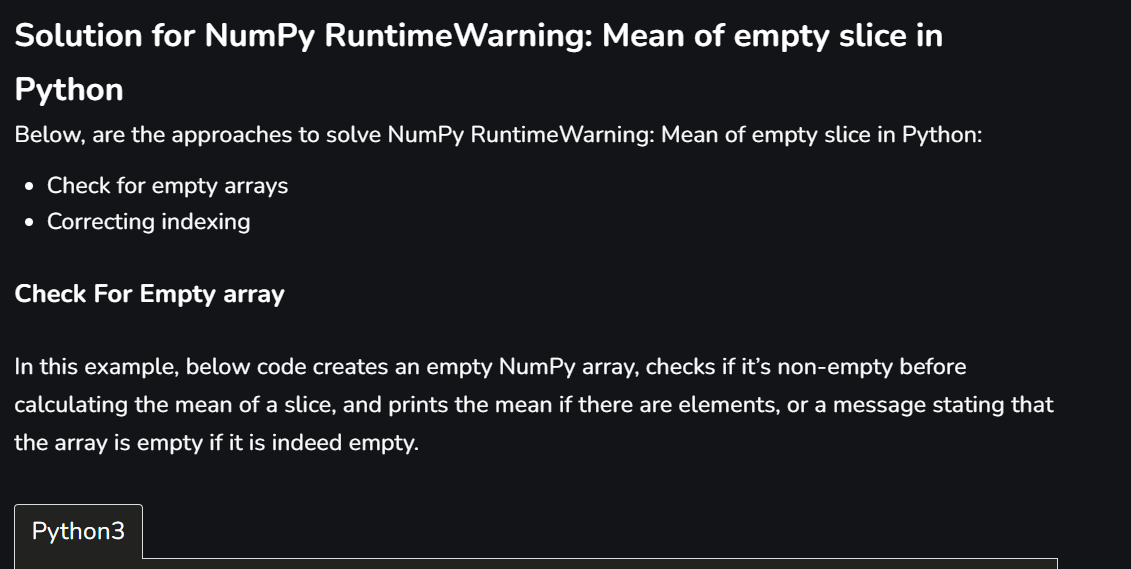 Solution for NumPy RuntimeWarning: Mean of empty slice in
Python
Below, are the approaches to solve NumPy RuntimeWarning: Mean of empty slice in Python:
• Check for empty arrays
• Correcting indexing
Check For Empty array
In this example, below code creates an empty NumPy array, checks if it’s non-empty before
calculating the mean of a slice, and prints the mean if there are elements, or a message stating that
the array is empty if it is indeed empty.
Python3